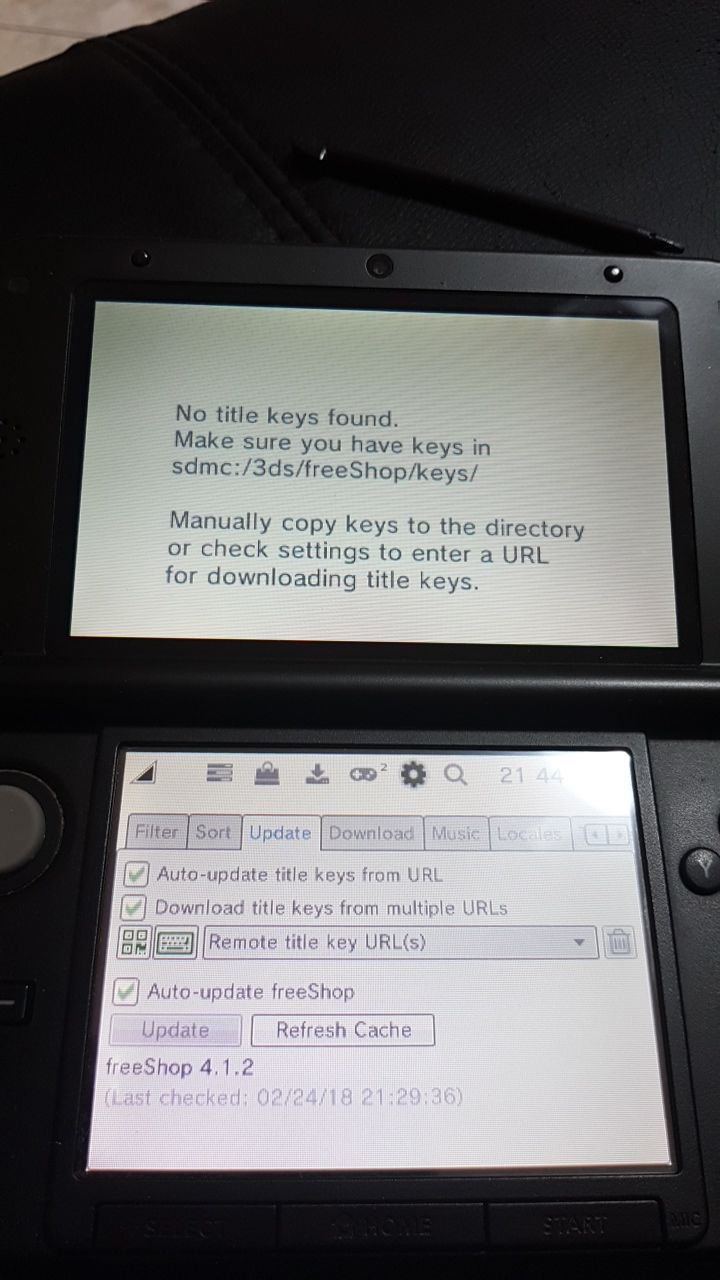 No title keys found.
Make sure you have keys in
sdmc:/3ds/freeShop/keys/
Manually copy keys to the directory
or check settings to enter a URL
for downloading title keys.
2
21 44
Filter Sort Update Download Music Locales
Auto-update title keys from URL
Download title keys from multiple URLs
Remote title key URL(s)
Auto-update freeShop
Update Refresh Cache
freeShop 4.1.2
(Last checked: 02/24/18 21:29:36)
Y
SELECT HOME START MIC